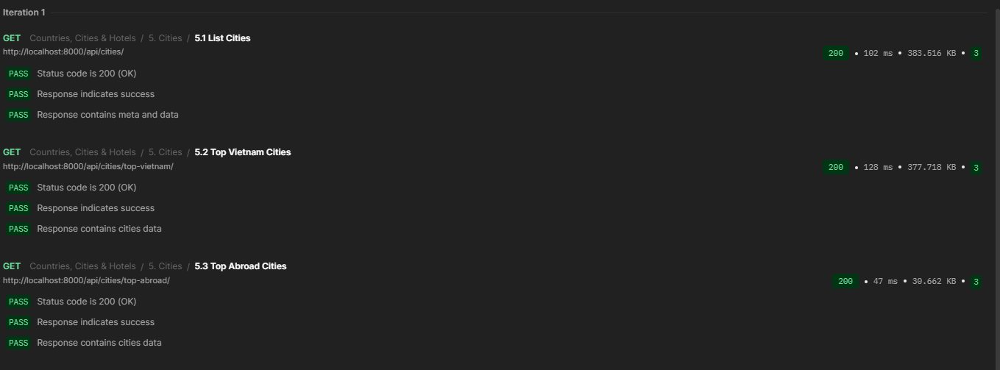 Iteration 1
GET Countries, Cities & Hotels / 5. Cities / 5.1 List Cities
http://localhost:8000/api/cities/
200 • 102 ms • 383.516 KB • 3
PASS Status code is 200 (OK)
PASS Response indicates success
PASS Response contains meta and data
GET Countries, Cities & Hotels / 5. Cities / 5.2 Top Vietnam Cities
http://localhost:8000/api/cities/top-vietnam/
200 • 128 ms • 377.718 KB • 3
PASS Status code is 200 (OK)
PASS Response indicates success
PASS Response contains cities data
GET Countries, Cities & Hotels / 5. Cities / 5.3 Top Abroad Cities
http://localhost:8000/api/cities/top-abroad/
200 • 47 ms • 30.662 KB • 3
PASS Status code is 200 (OK)
PASS Response indicates success
PASS Response contains cities data